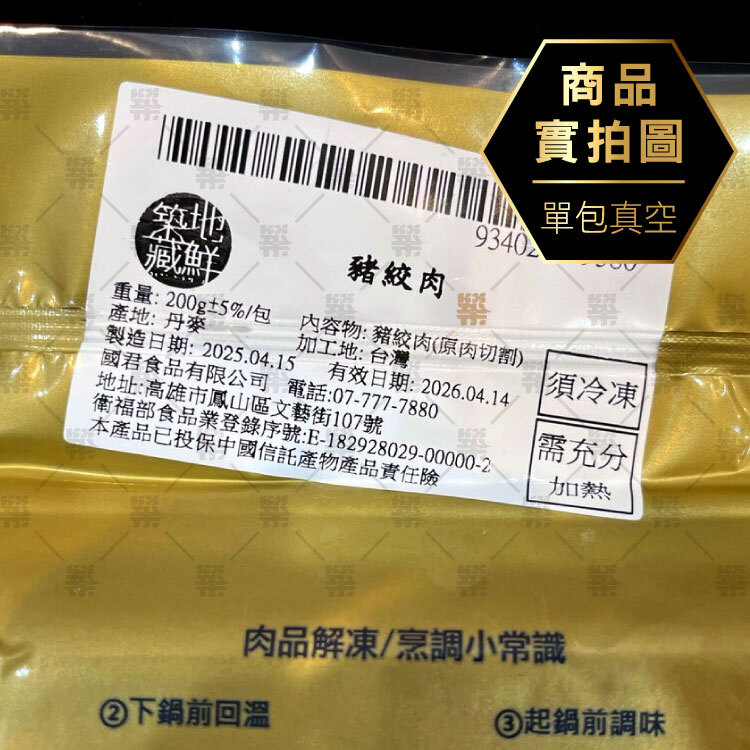 商品
實拍圖
單包真空
築地
藏鮮
豬絞肉
重量: 200g±5%/包
內容物: 豬絞肉(原肉切割)
產地: 丹麥
加工地: 台灣
製造日期: 2025.04.15
有效日期: 2026.04.14
國君食品有限公司 電話:07-777-7880
地址:高雄市鳳山區文藝街107號
衛福部食品業登錄序號:E-182928029-00000-2
本產品已投保中國信託產物產品責任險
須冷凍
需充分
加熱
肉品解凍/烹調小常識
②下鍋前回溫
③起鍋前調味